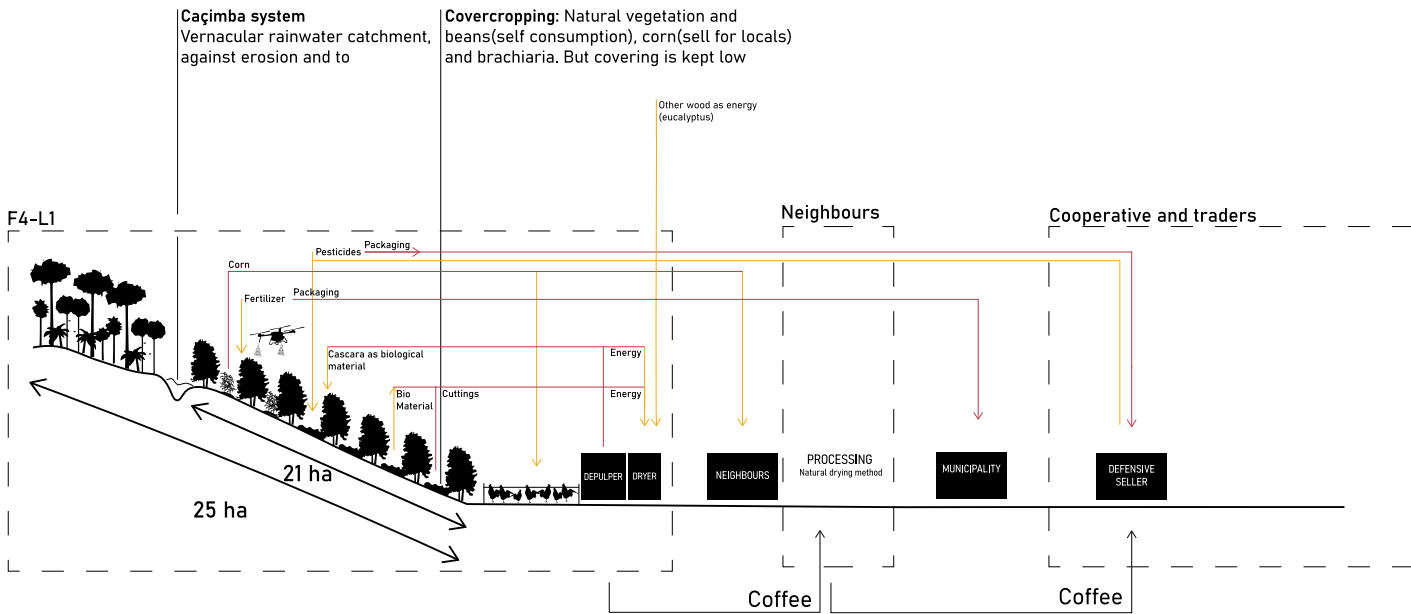 Caçimba system
Vernacular rainwater catchment,
against erosion and to
Covercropping: Natural vegetation and
beans(self consumption), corn(sell for locals)
and brachiaria. But covering is kept low
Other wood as energy
(eucalyptus)
F4-L1
Neighbours
Cooperative and traders
Pesticides
Packaging
Corn
Fertilizer
Packaging
Cascara as biological
material
Energy
Bio
Material
Cuttings
Energy
21 ha
25 ha
DEPULPER
DRYER
NEIGHBOURS
PROCESSING
Natural drying method
MUNICIPALITY
DEFENSIVE
SELLER
Coffee
Coffee